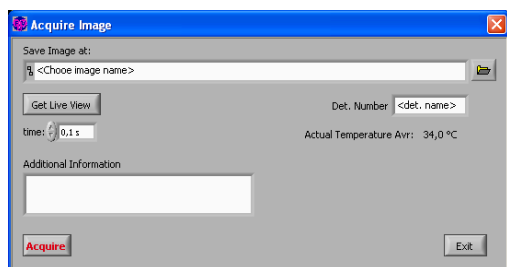 Acquire Image
Save Image at:
<Chooe image name>
Get Live View
Det. Number <det. name>
time: 0,1 s
Actual Temperature Avr: 34,0 °C
Additional Information
Acquire
Exit